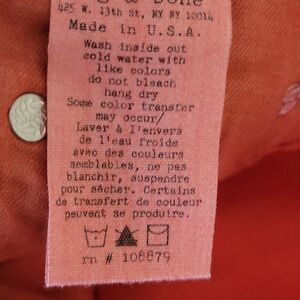 & bone
425 W. 13th St, NY NY 10014
Made in U.S.A.
Wash inside out
cold water with
like colors
do not bleach
hang dry
Some color transfer
may occur/
Laver à l'envers
de l'eau froide
avec des couleurs
semblables, ne pas
blanchir, suspendre
pour sécher. Certains
de transfert de couleur
peuvent se produire.
rn # 108879